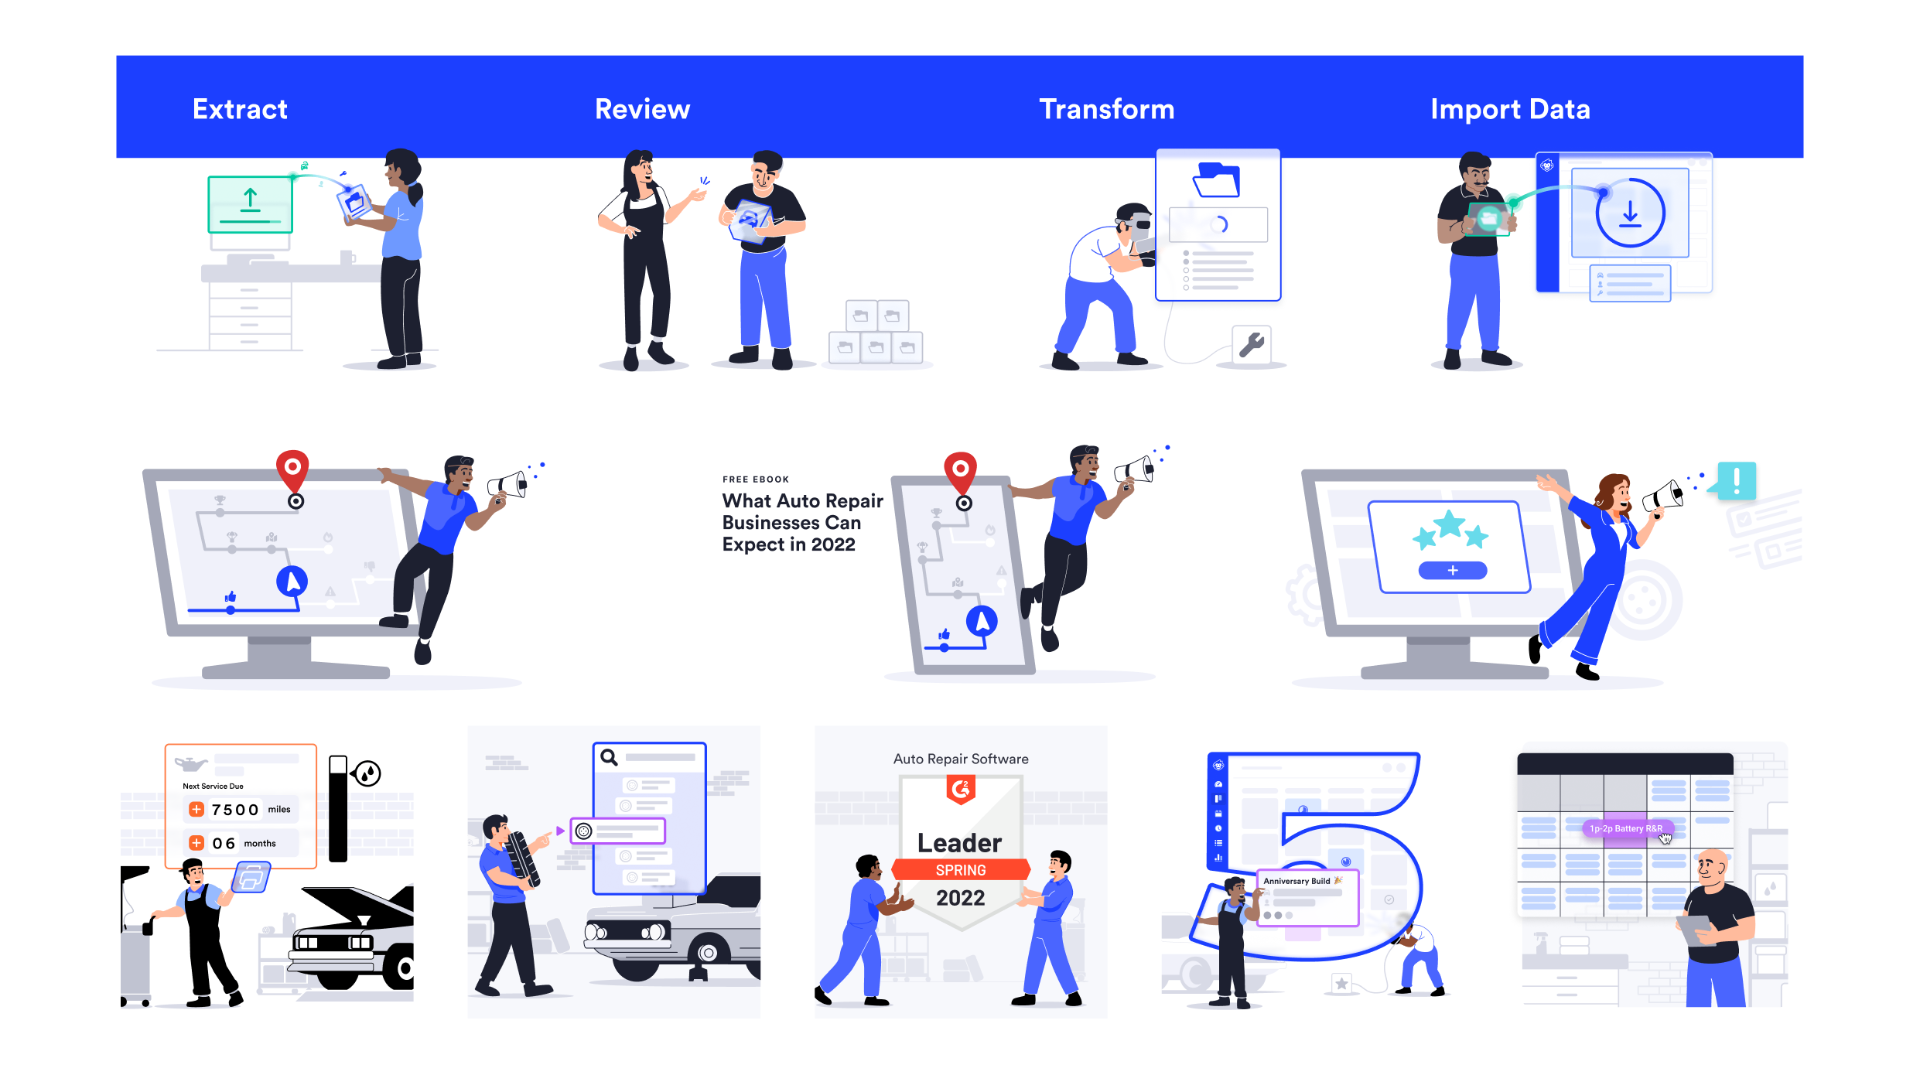 Extract
Review
Transform
Import Data
FREE EBOOK
What Auto Repair
Businesses Can
Expect in 2022
Next Service Due
7500 miles
06 months
Auto Repair Software
Leader
SPRING
2022
5
Anniversary Build
1p-2p Battery R&R